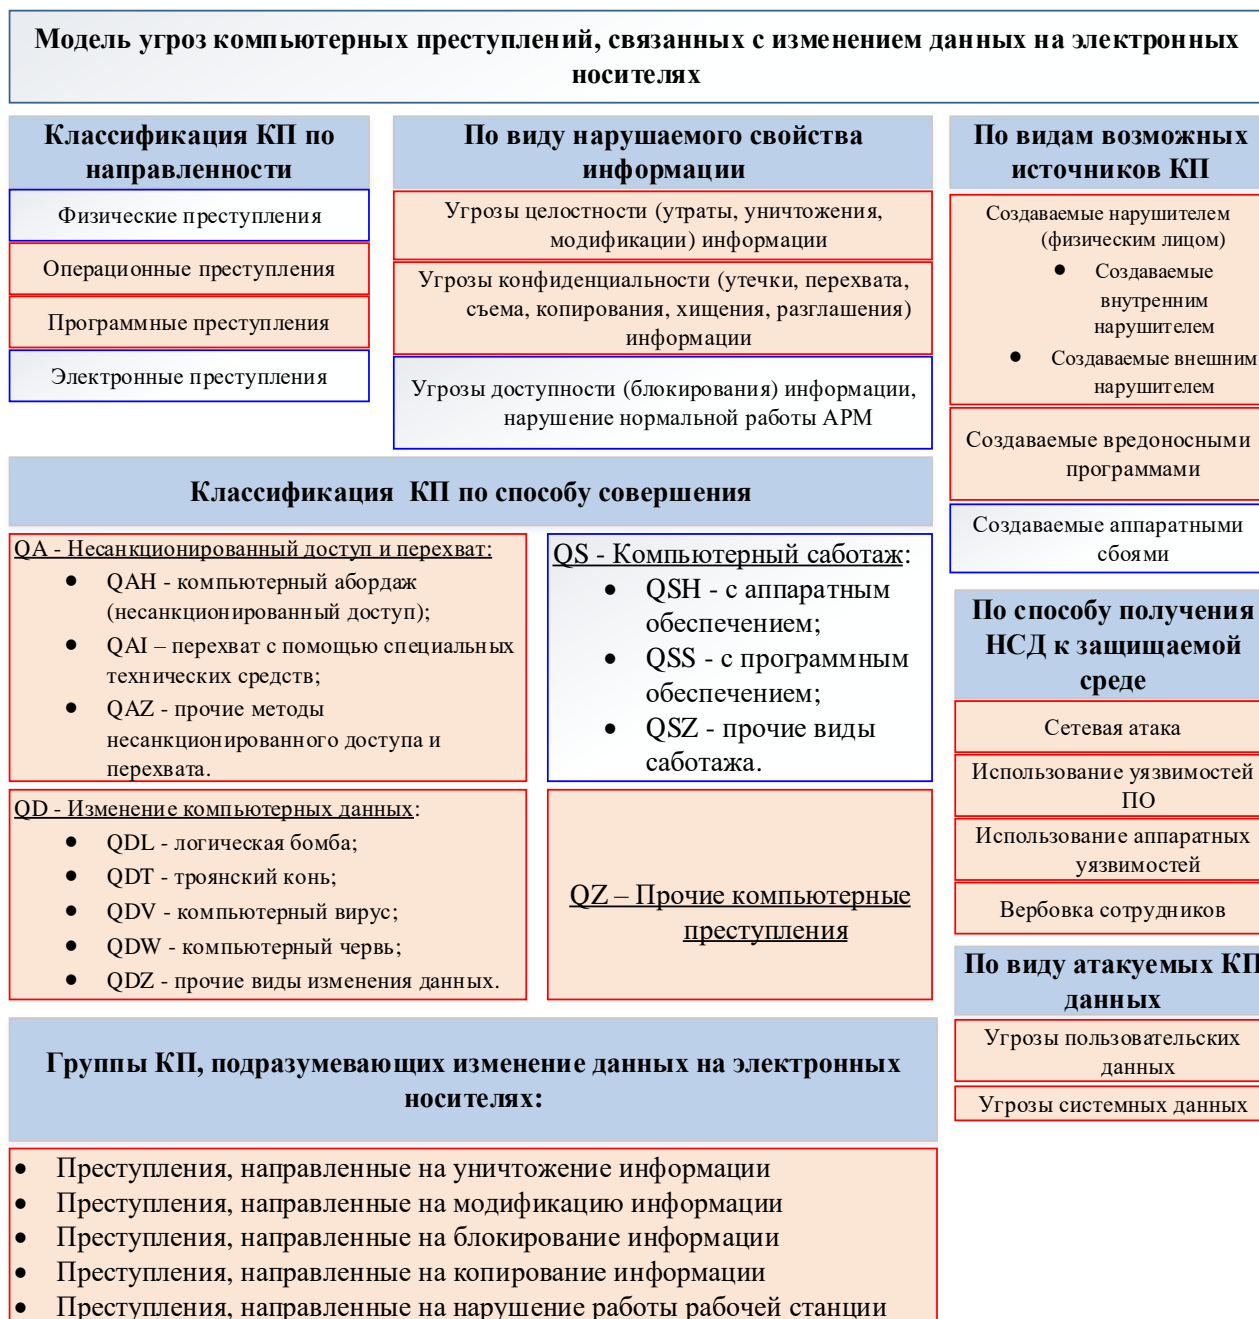 Модель угроз компьютерных преступлений, связанных с изменением данных на электронных
носителях
Классификация КП по
направленности
Физические преступления
Операционные преступления
Программные преступления
Электронные преступления
По виду нарушаемого свойства
информации
Угрозы целостности (утраты, уничтожения,
модификации) информации
Угрозы конфиденциальности (утечки, перехвата,
съема, копирования, хищения, разглашения)
информации
Угрозы доступности (блокирования) информации,
нарушение нормальной работы АРМ
По видам возможных
источников КП
Создаваемые нарушителем
(физическим лицом)
● Создаваемые
внутренним
нарушителем
● Создаваемые внешним
нарушителем
Создаваемые вредоносными
программами
Создаваемые аппаратными
сбоями
Классификация КП по способу совершения
QA - Несанкционированный доступ и перехват:
● QAH - компьютерный абордаж
(несанкционированный доступ);
● QAI – перехват с помощью специальных
технических средств;
● QAZ - прочие методы
несанкционированного доступа и
перехвата.
QS - Компьютерный саботаж:
● QSH - с аппаратным
обеспечением;
● QSS - с программным
обеспечением;
● QSZ - прочие виды
саботажа.
QD - Изменение компьютерных данных:
● QDL - логическая бомба;
● QDT - троянский конь;
● QDV - компьютерный вирус;
● QDW - компьютерный червь;
● QDZ - прочие виды изменения данных.
QZ – Прочие компьютерные
преступления
По способу получения
НСД к защищаемой
среде
Сетевая атака
Использование уязвимостей
ПО
Использование аппаратных
уязвимостей
Вербовка сотрудников
По виду атакуемых КП
данных
Угрозы пользовательских
данных
Угрозы системных данных
Группы КП, подразумевающих изменение данных на электронных
носителях:
● Преступления, направленные на уничтожение информации
● Преступления, направленные на модификацию информации
● Преступления, направленные на блокирование информации
● Преступления, направленные на копирование информации
● Преступления, направленные на нарушение работы рабочей станции